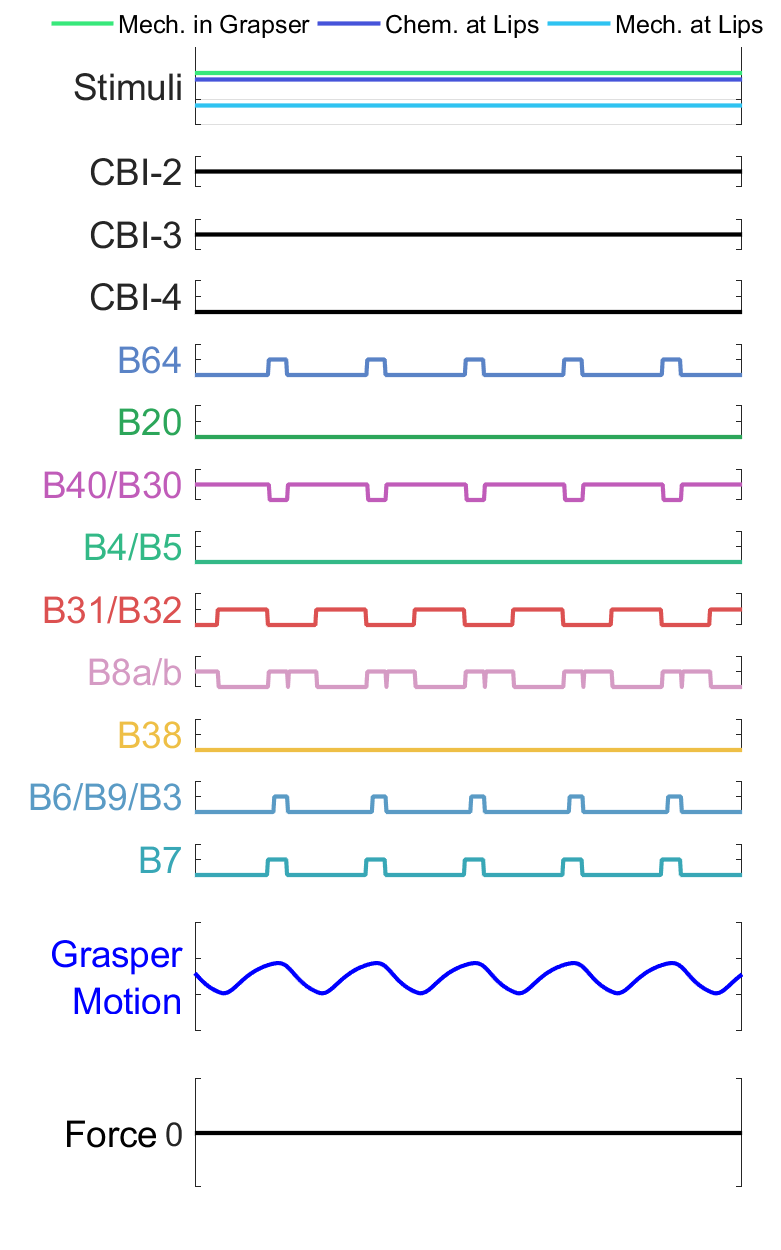 Mech. in Grapser Chem. at Lips Mech. at Lips
Stimuli
CBI-2
CBI-3
CBI-4
B64
B20
B40/B30
B4/B5
B31/B32
B8a/b
B38
B6/B9/B3
B7
Grasper
Motion
Force 0